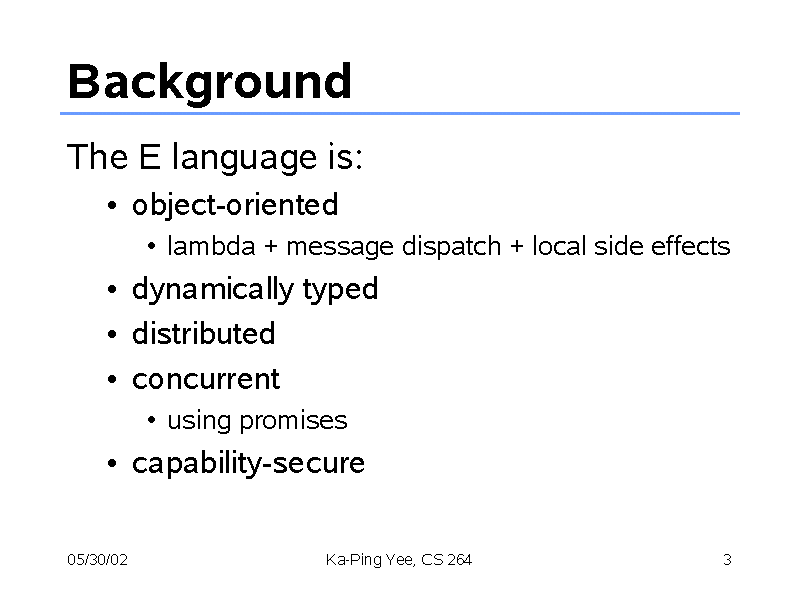 Background
The E language is:
• object-oriented
• lambda + message dispatch + local side effects
• dynamically typed
• distributed
• concurrent
• using promises
• capability-secure
05/30/02 Ka-Ping Yee, CS 264 3